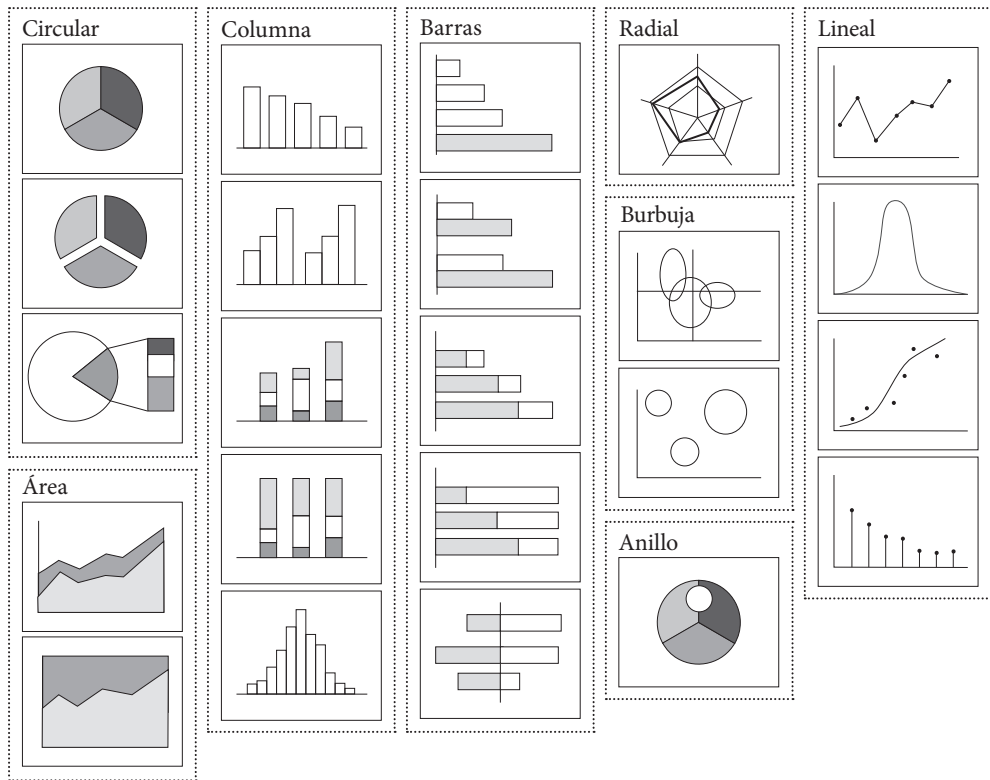 Circular
Columna
Barras
Radial
Lineal
Burbuja
Área
Anillo